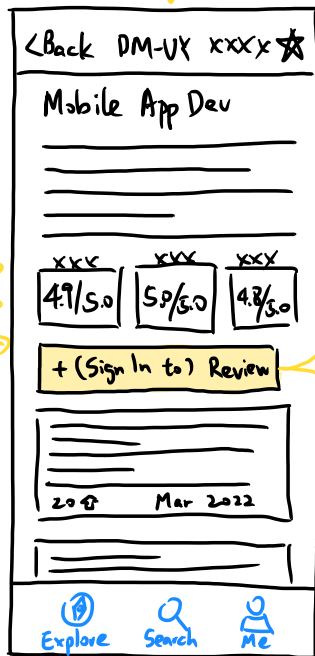 <Back DM-UY xxxx
Mobile App Dev
xxx xxx xxx
4.9/5.0 5.0/5.0 4.8/5.0
+ (Sign In to) Review
20 Mar 2022
Explore Search Me